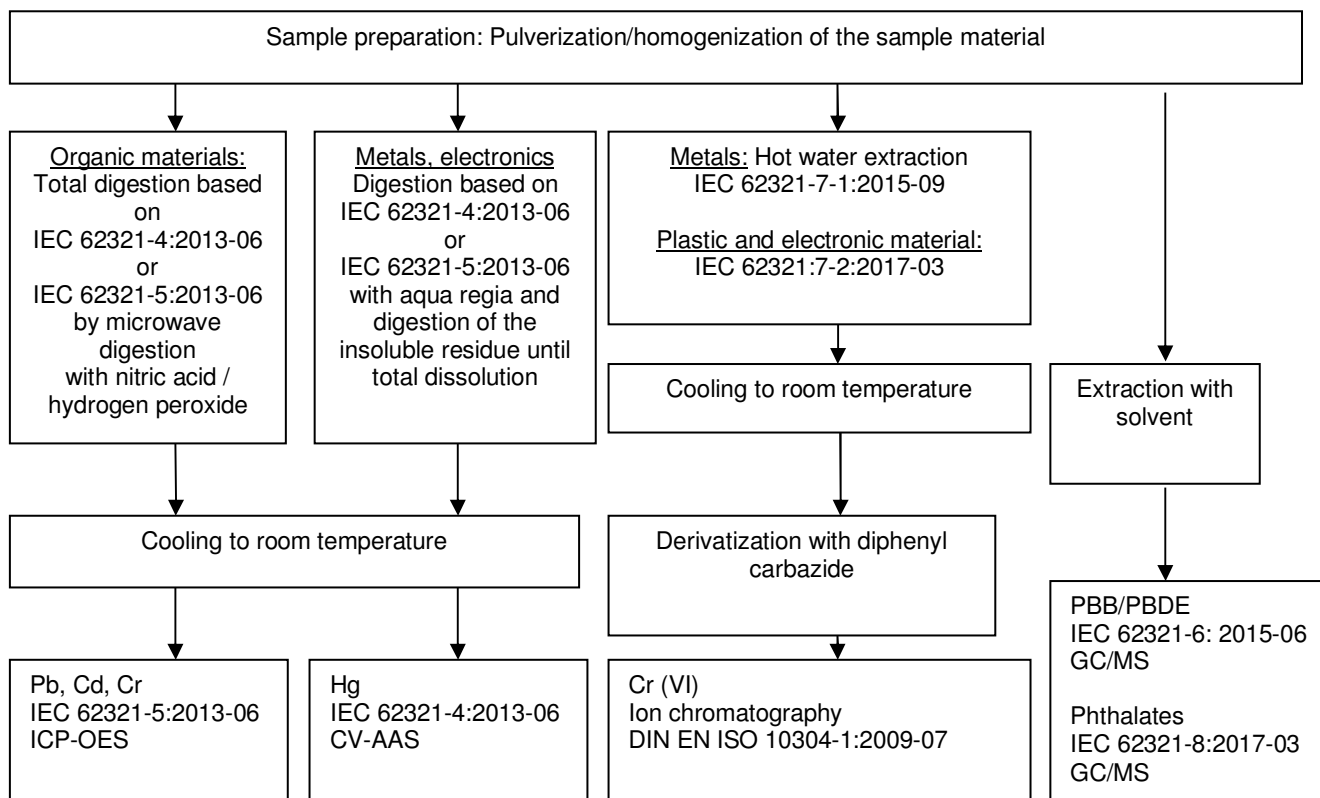 Sample preparation: Pulverization/homogenization of the sample material
Organic materials:
Total digestion based
on
IEC 62321-4:2013-06
or
IEC 62321-5:2013-06
by microwave
digestion
with nitric acid /
hydrogen peroxide
Metals, electronics
Digestion based on
IEC 62321-4:2013-06
or
IEC 62321-5:2013-06
with aqua regia and
digestion of the
insoluble residue until
total dissolution
Metals: Hot water extraction
IEC 62321-7-1:2015-09
Plastic and electronic material:
IEC 62321:7-2:2017-03
Cooling to room temperature
Extraction with
solvent
Cooling to room temperature
Derivatization with diphenyl
carbazide
Pb, Cd, Cr
IEC 62321-5:2013-06
ICP-OES
Hg
IEC 62321-4:2013-06
CV-AAS
Cr (VI)
Ion chromatography
DIN EN ISO 10304-1:2009-07
PBB/PBDE
IEC 62321-6: 2015-06
GC/MS
Phthalates
IEC 62321-8:2017-03
GC/MS